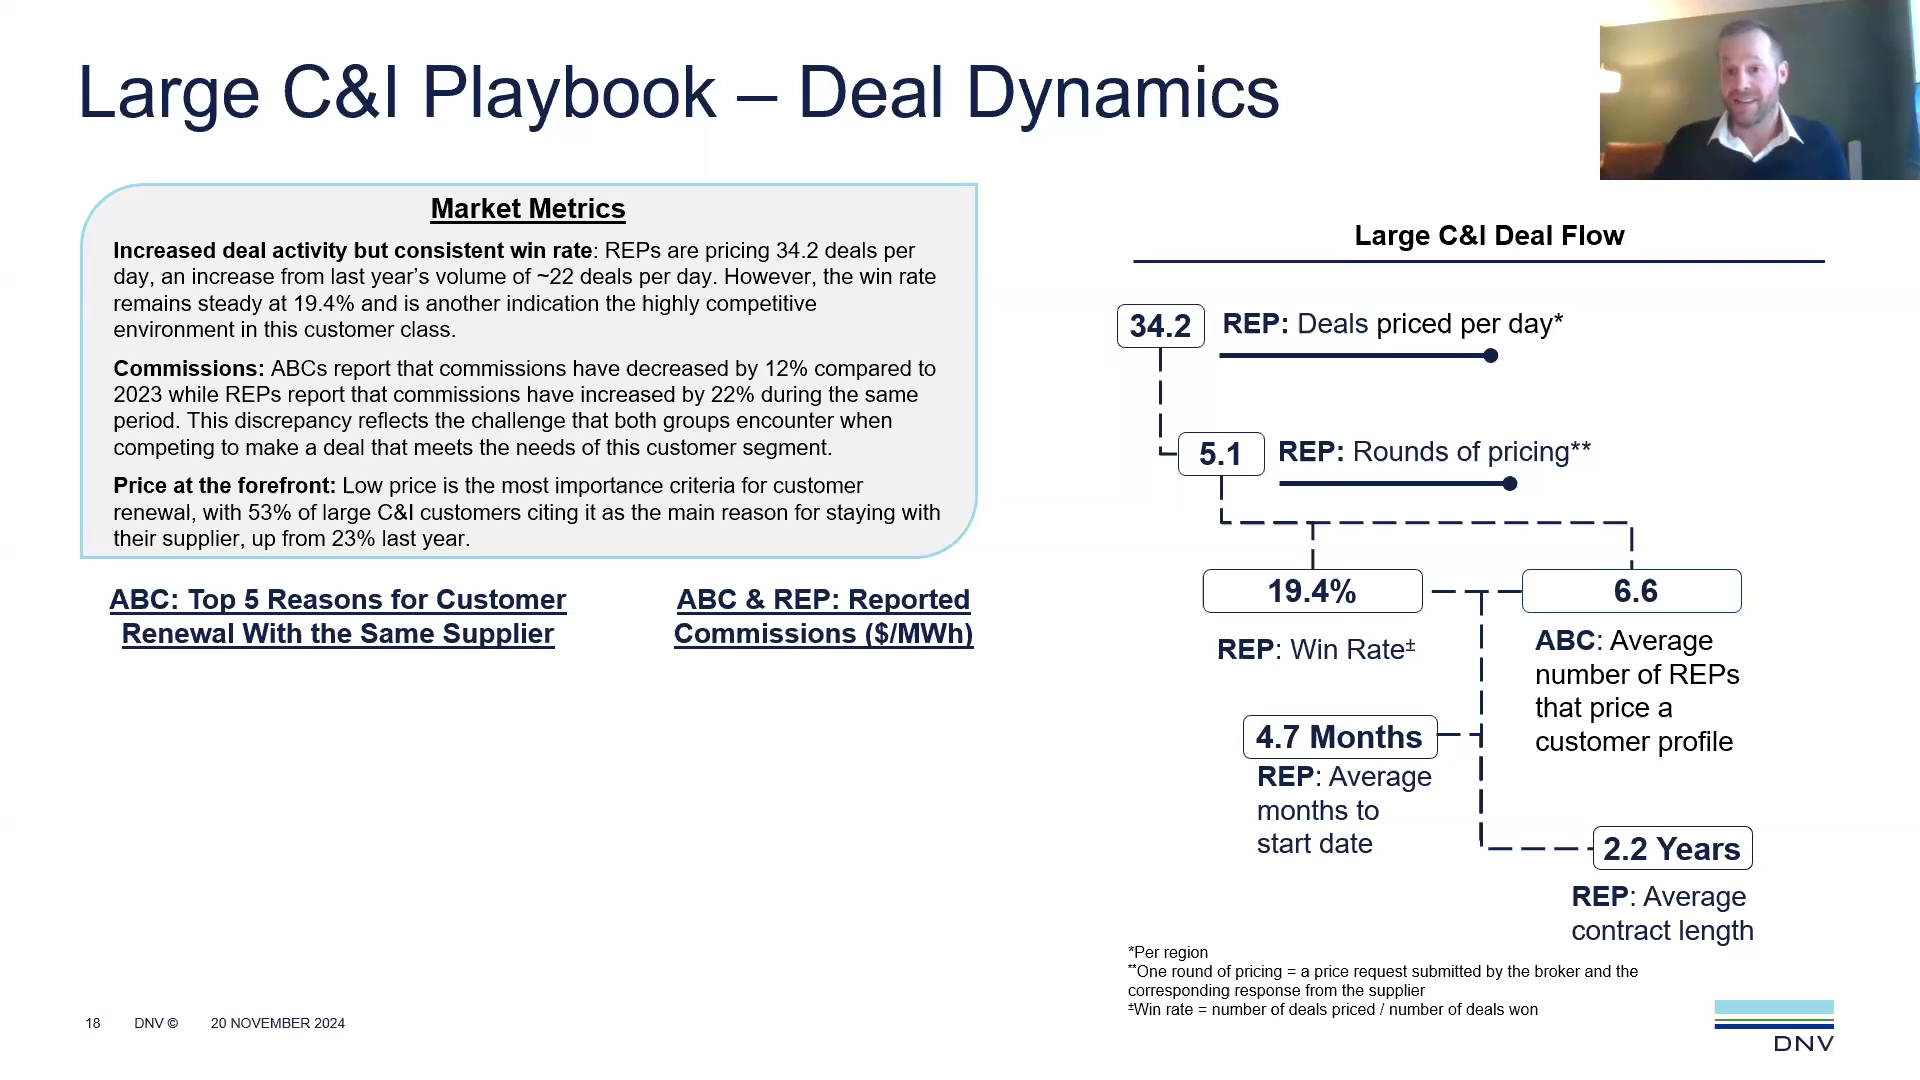 Large C&I Playbook – Deal Dynamics
Market Metrics
Increased deal activity but consistent win rate: REPs are pricing 34.2 deals per
day, an increase from last year’s volume of ~22 deals per day. However, the win rate
remains steady at 19.4% and is another indication the highly competitive
environment in this customer class.
Commissions: ABCs report that commissions have decreased by 12% compared to
2023 while REPs report that commissions have increased by 22% during the same
period. This discrepancy reflects the challenge that both groups encounter when
competing to make a deal that meets the needs of this customer segment.
Price at the forefront: Low price is the most importance criteria for customer
renewal, with 53% of large C&I customers citing it as the main reason for staying with
their supplier, up from 23% last year.
ABC: Top 5 Reasons for Customer
Renewal With the Same Supplier
ABC & REP: Reported
Commissions ($/MWh)
Large C&I Deal Flow
34.2
REP: Deals priced per day*
5.1
REP: Rounds of pricing**
19.4%
REP: Win Rate±
6.6
ABC: Average
number of REPs
that price a
customer profile
4.7 Months
REP: Average
months to
start date
2.2 Years
REP: Average
contract length
*Per region
**One round of pricing = a price request submitted by the broker and the
corresponding response from the supplier
±Win rate = number of deals priced / number of deals won
18
DNV ©
20 NOVEMBER 2024
DNV